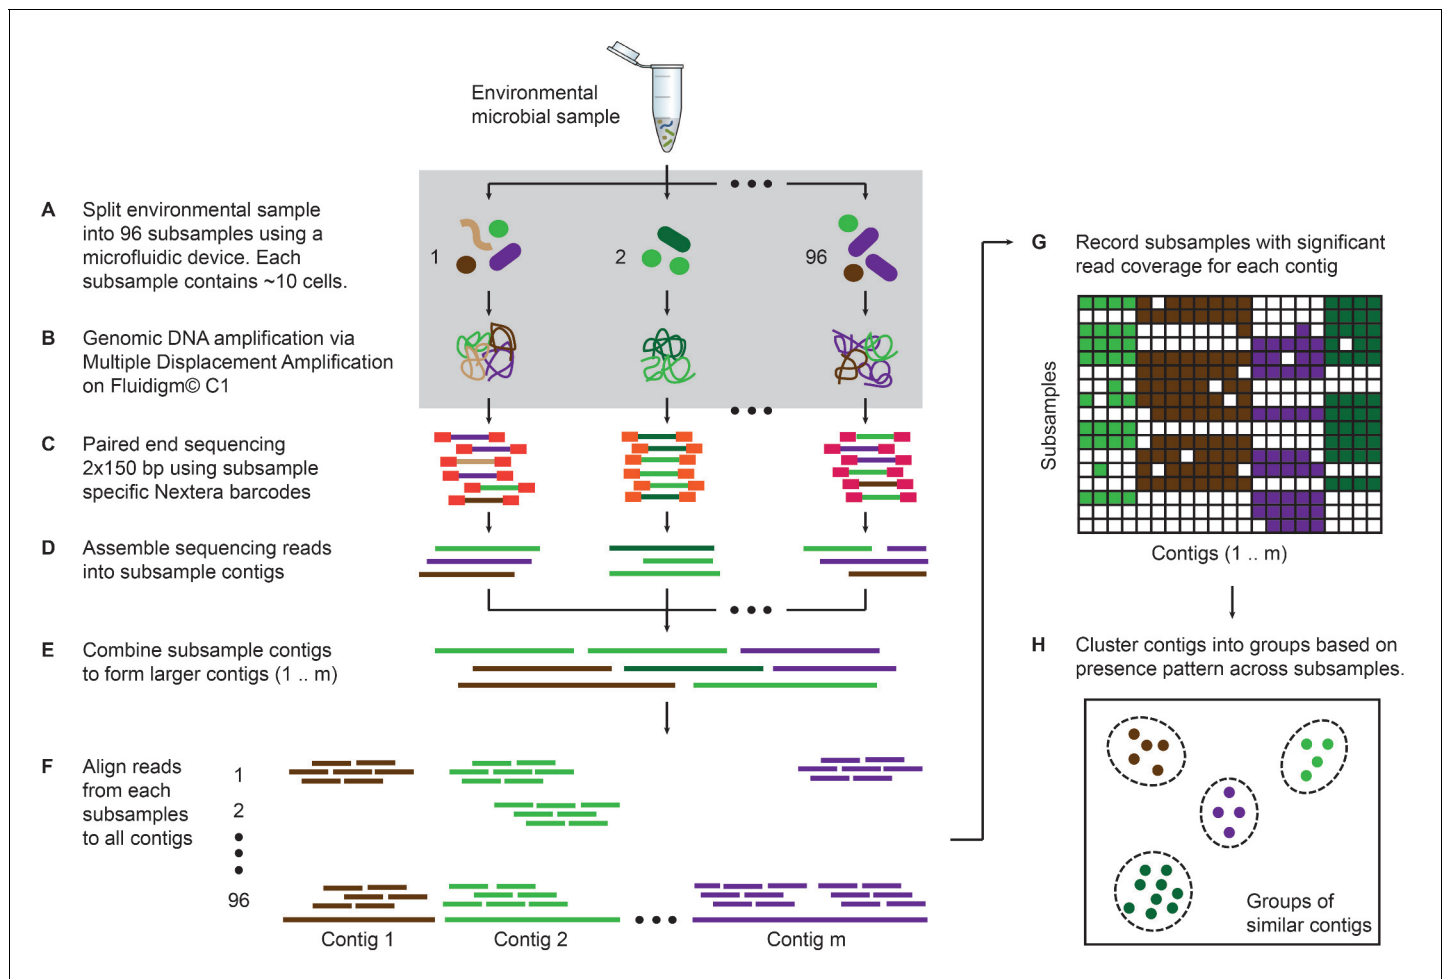 Environmental
microbial sample
A Split environmental sample
into 96 subsamples using a
microfluidic device. Each
subsample contains ~10 cells.
1
2
96
B Genomic DNA amplification via
Multiple Displacement Amplification
on Fluidigm© C1
C Paired end sequencing
2x150 bp using subsample
specific Nextera barcodes
D Assemble sequencing reads
into subsample contigs
E Combine subsample contigs
to form larger contigs (1 .. m)
F Align reads
from each
subsamples
to all contigs
1
2
96
Contig 1
Contig 2
Contig m
G Record subsamples with significant
read coverage for each contig
Subsamples
Contigs (1 .. m)
H Cluster contigs into groups based on
presence pattern across subsamples.
Groups of
similar contigs